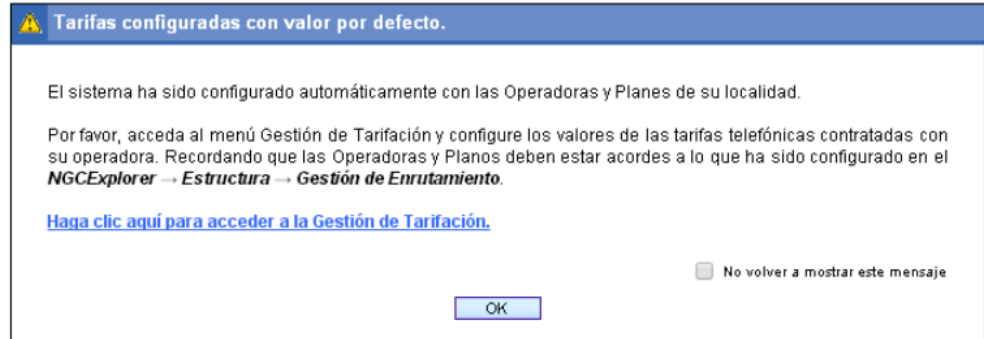 Tarifas configuradas con valor por defecto.
El sistema ha sido configurado automáticamente con las Operadoras y Planes de su localidad.
Por favor, acceda al menú Gestión de Tarifación y configure los valores de las tarifas telefónicas contratadas con
su operadora. Recordando que las Operadoras y Planos deben estar acordes a lo que ha sido configurado en el
NGCExplorer → Estructura → Gestión de Enrutamiento.
Haga clic aquí para acceder a la Gestión de Tarifación.
No volver a mostrar este mensaje
OK